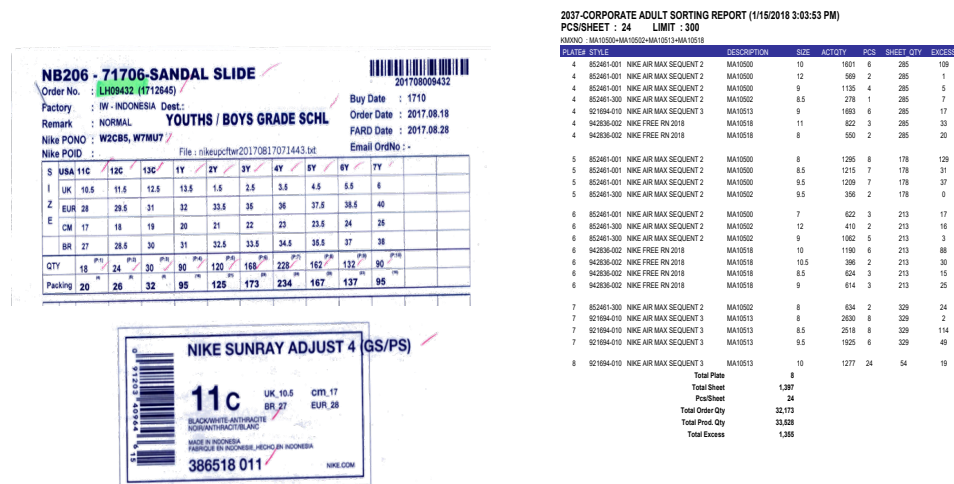 NB206 - 71706-SANDAL SLIDE
201708009432
Order No. : LH09432 (1712645)
Factory : IW - INDONESIA Dest.:
Remark : NORMAL
YOUTHS / BOYS GRADE SCHL
Buy Date : 1710
Order Date : 2017.08.18
FARD Date : 2017.08.28
Email OrdNo : -
Nike PONO : W2CB5, W7MU7
Nike POID :
File : nikeupcftwr20170817071443.txt
SIZE
USA 11C 12C 13C 1Y 2Y 3Y 4Y 5Y 6Y 7Y
UK 10.5 11.5 12.5 13.5 1.5 2.5 3.5 4.5 5.5 6
EUR 28 29.5 31 32 33.5 35 36 37.5 38.5 40
CM 17 18 19 20 21 22 23 23.5 24 25
BR 27 28.5 30 31 32.5 33.5 34.5 35.5 37 38
QTY 18 (P:1) 24 (P:2) 30 (P:3) 90 (P:4) 120 (P:5) 168 (P:6) 228 (P:7) 162 (P:8) 132 (P:9) 90 (P:10)
Packing 20 26 32 95 125 173 234 167 137 95
NIKE SUNRAY ADJUST 4 (GS/PS)
11C
UK_10.5 cm_17
BR_27 EUR_28
BLACK/WHITE-ANTHRACITE
NOIR/ANTHRACIT/BLANC
MADE IN INDONESIA
FABRIQUE EN INDONESIE_HECHO EN INDONESIA
386518 011
NIKE.COM
0 91203 40964 6 15
2037-CORPORATE ADULT SORTING REPORT (1/15/2018 3:03:53 PM)
PCS/SHEET : 24 LIMIT : 300
KMXNO : MA10500+MA10502+MA10513+MA10518
PLATE# STYLE DESCRIPTION SIZE ACTQTY PCS SHEET QTY EXCESS
4 852461-001 NIKE AIR MAX SEQUENT 2 MA10500 10 1601 6 285 109
4 852461-300 NIKE AIR MAX SEQUENT 2 MA10502 12 569 2 285 1
4 852461-001 NIKE AIR MAX SEQUENT 2 MA10500 9 1135 4 285 5
4 852461-300 NIKE AIR MAX SEQUENT 2 MA10502 8.5 278 1 285 7
4 921694-010 NIKE AIR MAX SEQUENT 3 MA10513 9 1693 6 285 17
4 942836-002 NIKE FREE RN 2018 MA10518 11 822 3 285 33
4 942836-002 NIKE FREE RN 2018 MA10518 8 550 2 285 20
5 852461-001 NIKE AIR MAX SEQUENT 2 MA10500 8 1295 8 178 129
5 852461-001 NIKE AIR MAX SEQUENT 2 MA10500 8.5 1215 7 178 31
5 852461-001 NIKE AIR MAX SEQUENT 2 MA10500 9.5 1209 7 178 37
5 852461-300 NIKE AIR MAX SEQUENT 2 MA10502 9.5 356 2 178 0
6 852461-001 NIKE AIR MAX SEQUENT 2 MA10500 7 622 3 213 17
6 852461-300 NIKE AIR MAX SEQUENT 2 MA10502 12 410 2 213 16
6 852461-300 NIKE AIR MAX SEQUENT 2 MA10502 9 1062 5 213 3
6 942836-002 NIKE FREE RN 2018 MA10518 10 1190 6 213 88
6 942836-002 NIKE FREE RN 2018 MA10518 10.5 396 2 213 30
6 942836-002 NIKE FREE RN 2018 MA10518 8.5 624 3 213 15
6 942836-002 NIKE FREE RN 2018 MA10518 9 614 3 213 25
7 852461-300 NIKE AIR MAX SEQUENT 2 MA10502 8 634 2 329 24
7 921694-010 NIKE AIR MAX SEQUENT 3 MA10513 8 2630 8 329 2
7 921694-010 NIKE AIR MAX SEQUENT 3 MA10513 8.5 2518 8 329 114
7 921694-010 NIKE AIR MAX SEQUENT 3 MA10513 9.5 1925 6 329 49
8 921694-010 NIKE AIR MAX SEQUENT 3 MA10513 10 1277 24 54 19
Total Plate 8
Total Sheet 1,397
Pcs/Sheet 24
Total Order Qty 32,173
Total Prod. Qty 33,528
Total Excess 1,355